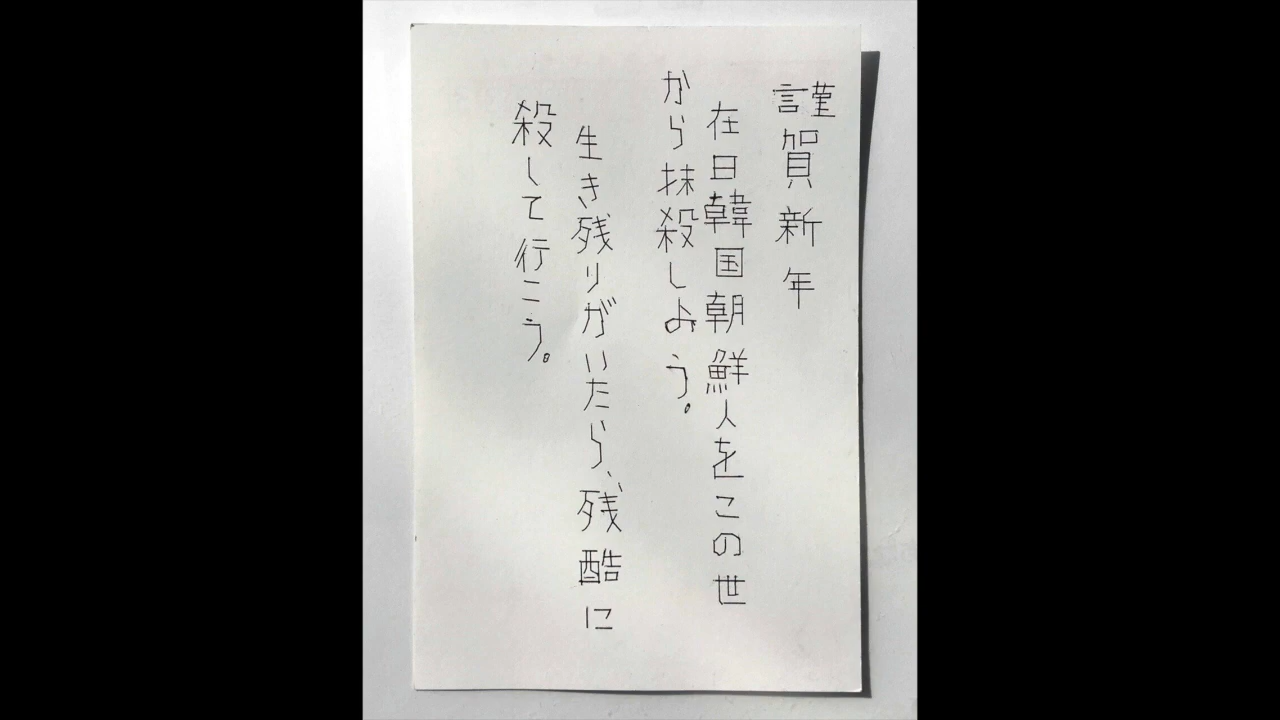 謹賀新年
在日韓国朝鮮人をこの世
から抹殺しよう。
生き残りがいたら、残酷に
殺して行こう。